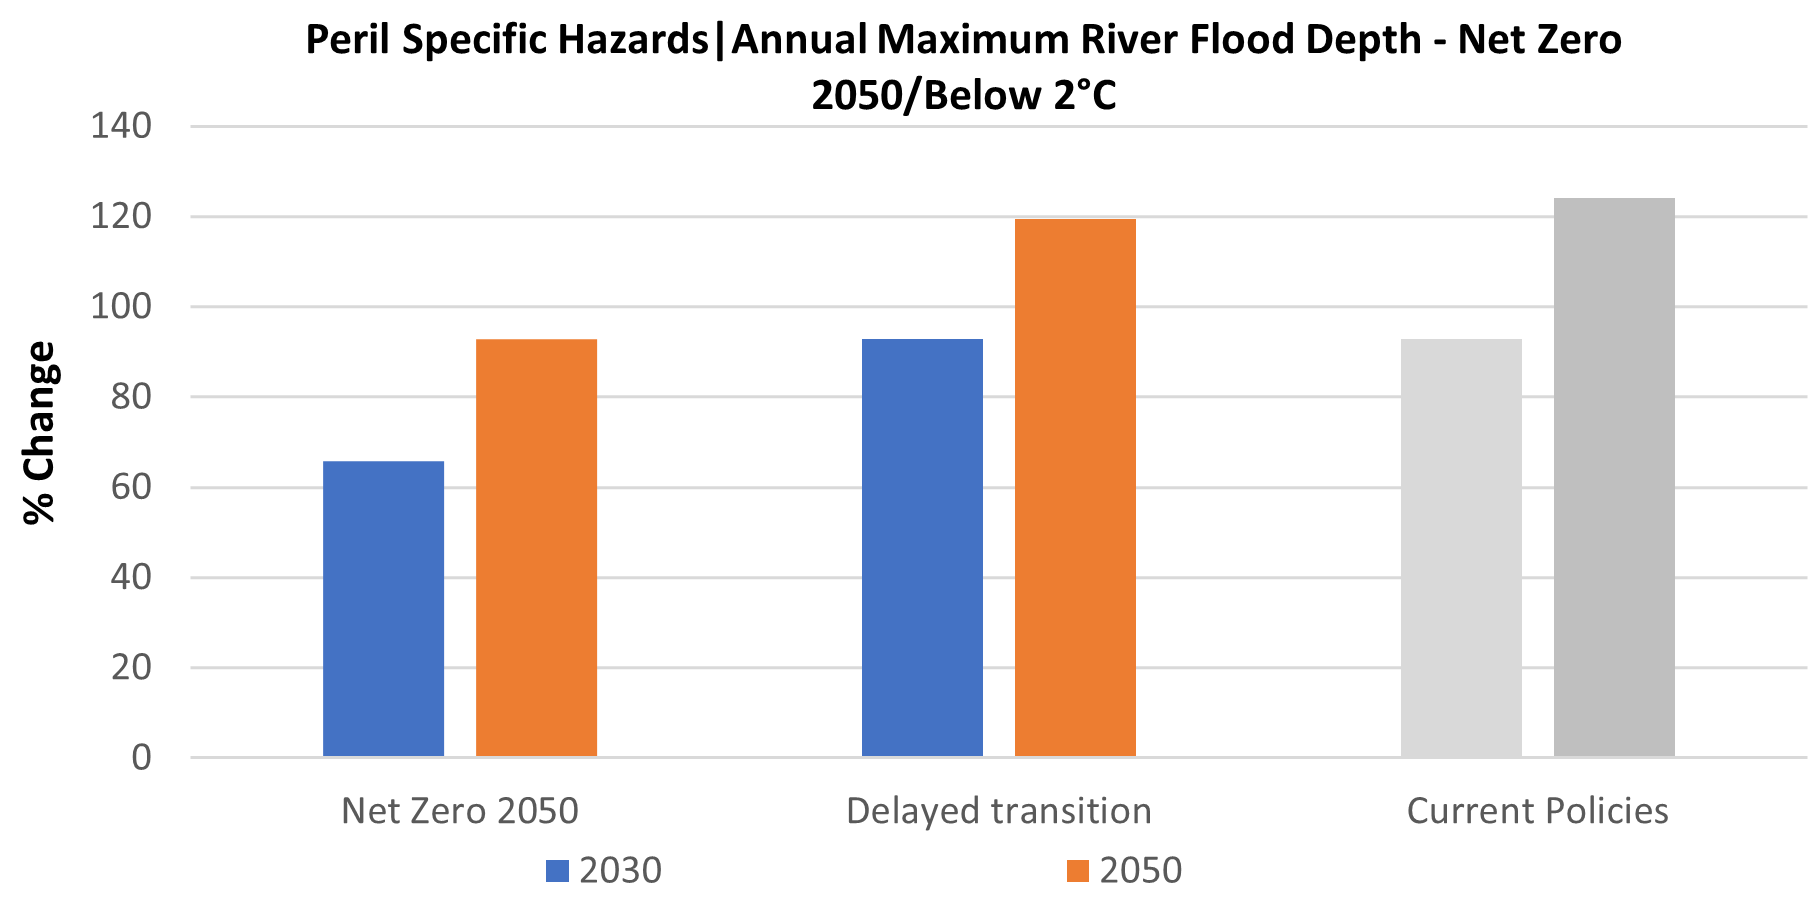 Peril Specific Hazards|Annual Maximum River Flood Depth - Net Zero
2050/Below 2°C
% Change
140
120
100
80
60
40
20
0
Net Zero 2050
Delayed transition
Current Policies
2030
2050